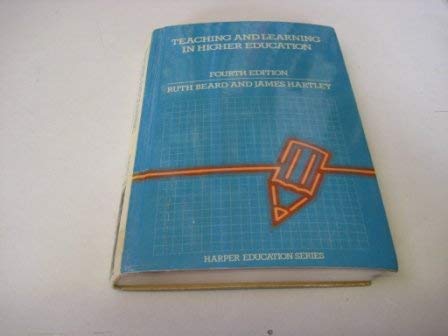 TEACHING AND LEARNING
IN HIGHER EDUCATION
FOURTH EDITION
RUTH BEARD AND JAMES HARTLEY
HARPER EDUCATION SERIES